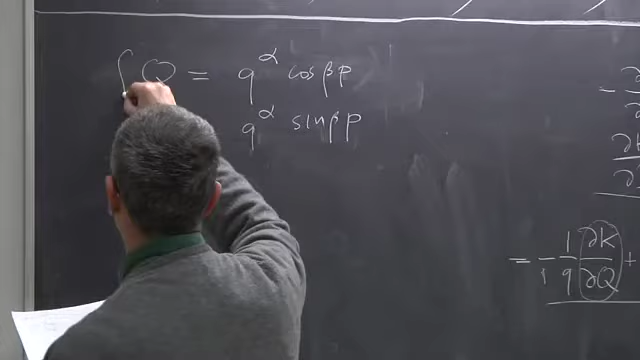 { Q = q^α cos βp
q^α sin βp
= - 1/q ∂K/∂Q +